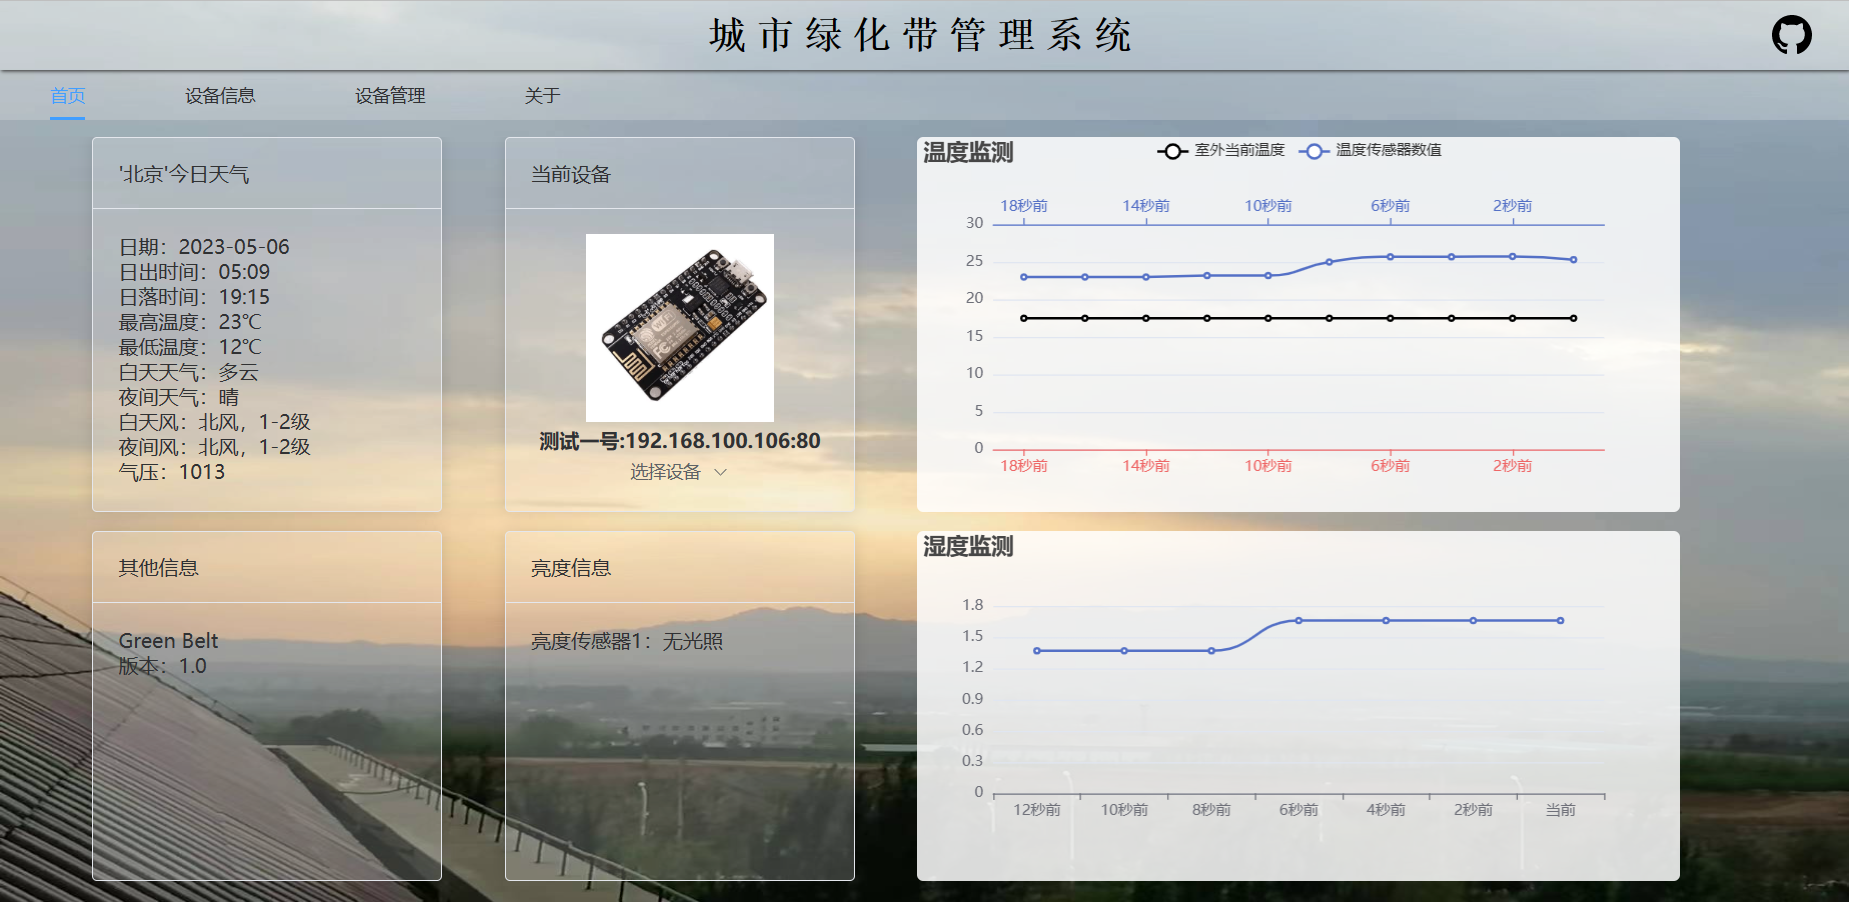 城市绿化带管理系统
首页 设备信息 设备管理 关于
'北京'今日天气
日期：2023-05-06
日出时间：05:09
日落时间：19:15
最高温度：23℃
最低温度：12℃
白天天气：多云
夜间天气：晴
白天风：北风，1-2级
夜间风：北风，1-2级
气压：1013
当前设备
测试一号:192.168.100.106:80
选择设备
温度监测
室外当前温度 温度传感器数值
18秒前 14秒前 10秒前 6秒前 2秒前
30
25
20
15
10
5
0
18秒前 14秒前 10秒前 6秒前 2秒前
其他信息
Green Belt
版本：1.0
亮度信息
亮度传感器1：无光照
湿度监测
1.8
1.5
1.2
0.9
0.6
0.3
0
12秒前 10秒前 8秒前 6秒前 4秒前 2秒前 当前